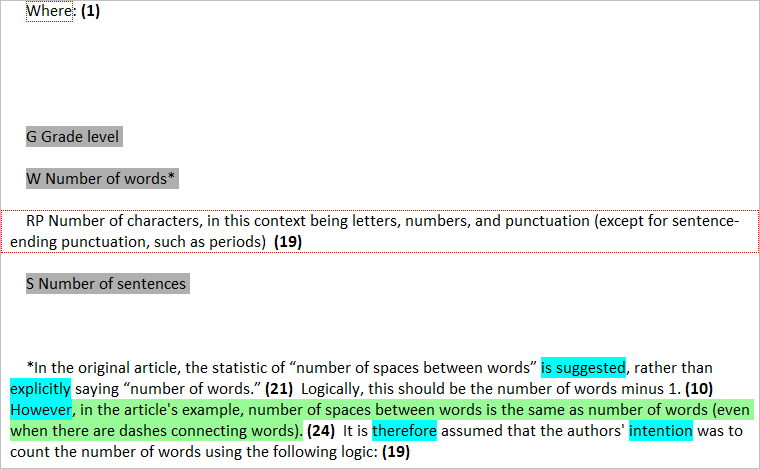 Where: (1)
G Grade level
W Number of words*
RP Number of characters, in this context being letters, numbers, and punctuation (except for sentence-
ending punctuation, such as periods) (19)
S Number of sentences
*In the original article, the statistic of “number of spaces between words” is suggested, rather than
explicitly saying “number of words.” (21) Logically, this should be the number of words minus 1. (10)
However, in the article's example, number of spaces between words is the same as number of words (even
when there are dashes connecting words). (24) It is therefore assumed that the authors' intention was to
count the number of words using the following logic: (19)